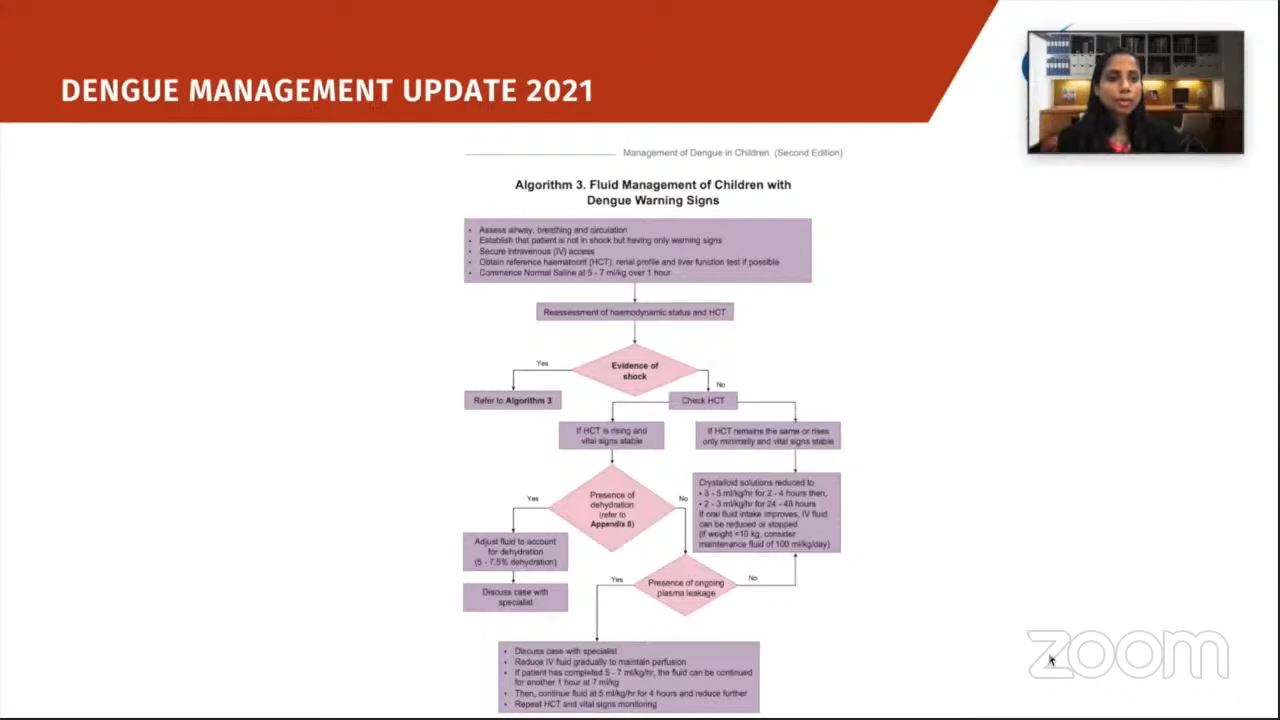 DENGUE MANAGEMENT UPDATE 2021
Management of Dengue in Children (Second Edition)
Algorithm 3. Fluid Management of Children with
Dengue Warning Signs
• Assess airway, breathing and circulation
• Establish that patient is not in shock but having only warning signs
• Secure intravenous (IV) access
• Obtain reference haematocrit (HCT); renal profile and liver function test if possible
• Commence Normal Saline at 5 - 7 ml/kg over 1 hour
Reassessment of haemodynamic status and HCT
Evidence of
shock
Yes
No
Refer to Algorithm 3
Check HCT
If HCT is rising and
vital signs stable
If HCT remains the same or rises
only minimally and vital signs stable
Presence of
dehydration
(refer to
Appendix 6)
Yes
No
Crystalloid solutions reduced to
• 3 - 5 ml/kg/hr for 2 - 4 hours then,
• 2 - 3 ml/kg/hr for 24 - 48 hours
If oral fluid intake improves, IV fluid
can be reduced or stopped
(if weight <10 kg, consider
maintenance fluid of 100 ml/kg/day)
Adjust fluid to account
for dehydration
(5 - 7.5% dehydration)
Discuss case with
specialist
Presence of ongoing
plasma leakage
Yes
No
• Discuss case with specialist
• Reduce IV fluid gradually to maintain perfusion
• If patient has completed 5 - 7 ml/kg/hr, the fluid can be continued
for another 1 hour at 7 ml/kg
• Then, continue fluid at 5 ml/kg/hr for 4 hours and reduce further
• Repeat HCT and vital signs monitoring
zoom